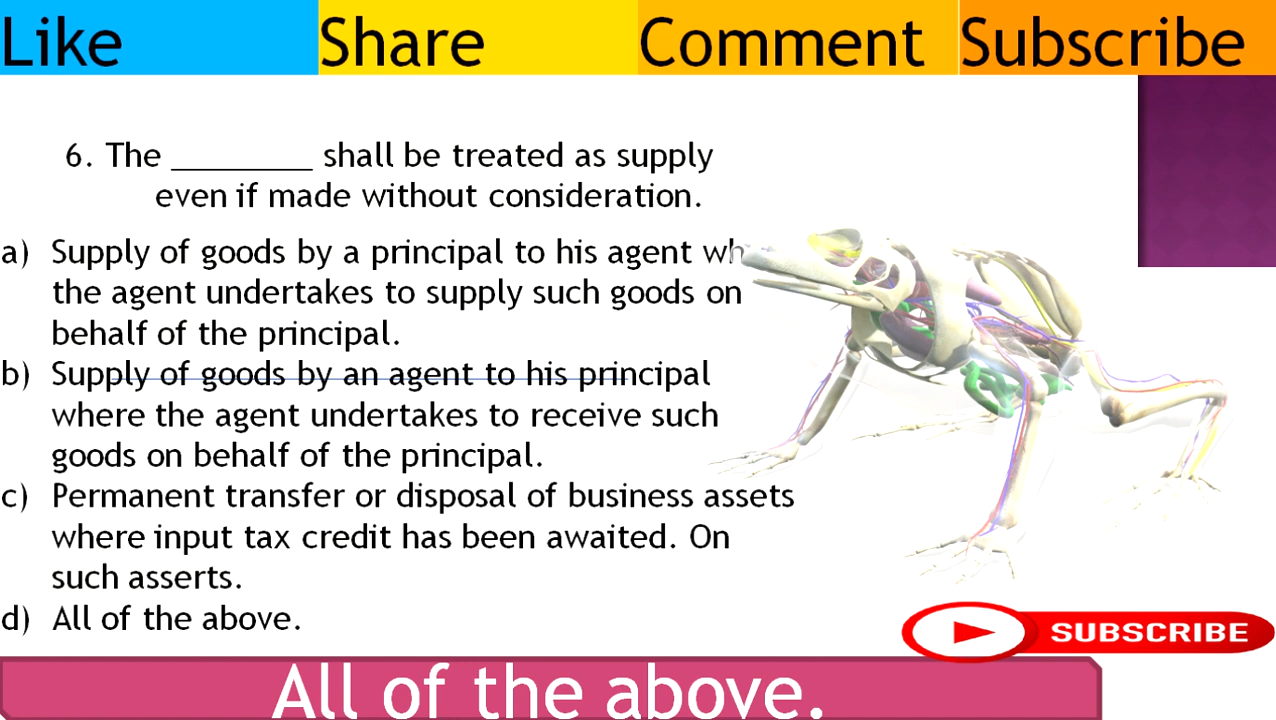 Like Share Comment Subscribe
6. The ________ shall be treated as supply
even if made without consideration.
a) Supply of goods by a principal to his agent wh
the agent undertakes to supply such goods on
behalf of the principal.
b) Supply of goods by an agent to his principal
where the agent undertakes to receive such
goods on behalf of the principal.
c) Permanent transfer or disposal of business assets
where input tax credit has been awaited. On
such asserts.
d) All of the above.
SUBSCRIBE
All of the above.